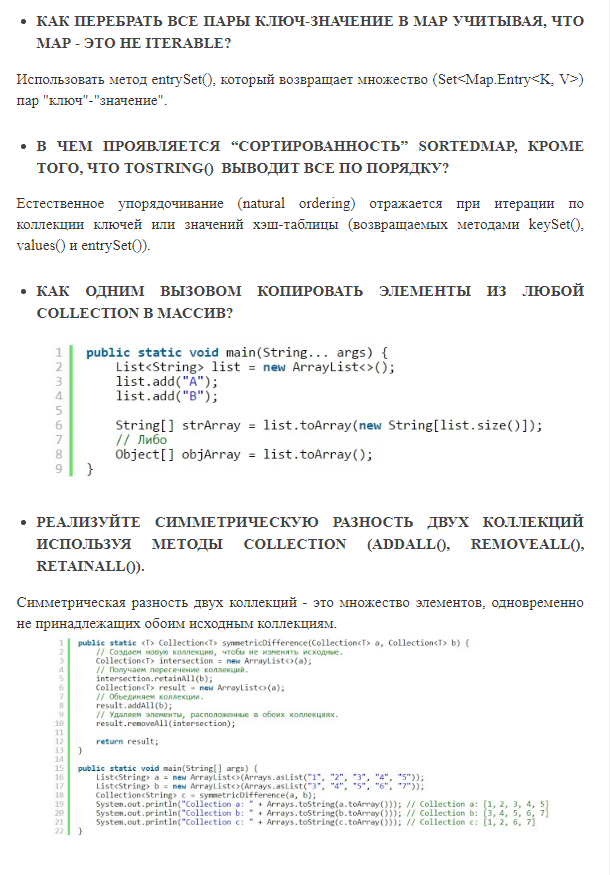 • КАК ПЕРЕБРАТЬ ВСЕ ПАРЫ КЛЮЧ-ЗНАЧЕНИЕ В MAP УЧИТЫВАЯ, ЧТО
MAP - ЭТО НЕ ITERABLE?
Использовать метод entrySet(), который возвращает множество (Set<Map.Entry<K, V>)
пар "ключ"-"значение".
• В ЧЕМ ПРОЯВЛЯЕТСЯ “СОРТИРОВАННОСТЬ” SORTEDMAP, КРОМЕ
ТОГО, ЧТО TOSTRING() ВЫВОДИТ ВСЕ ПО ПОРЯДКУ?
Естественное упорядочивание (natural ordering) отражается при итерации по
коллекции ключей или значений хэш-таблицы (возвращаемых методами keySet(),
values() и entrySet()).
• КАК ОДНИМ ВЫЗОВОМ КОПИРОВАТЬ ЭЛЕМЕНТЫ ИЗ ЛЮБОЙ
COLLECTION В МАССИВ?
1 public static void main(String... args) {
2 List<String> list = new ArrayList<>();
3 list.add("A");
4 list.add("B");
5
6 String[] strArray = list.toArray(new String[list.size()]);
7 // Либо
8 Object[] objArray = list.toArray();
9 }
• РЕАЛИЗУЙТЕ СИММЕТРИЧЕСКУЮ РАЗНОСТЬ ДВУХ КОЛЛЕКЦИЙ
ИСПОЛЬЗУЯ МЕТОДЫ COLLECTION (ADDALL(), REMOVEALL(),
RETAINALL()).
Симметрическая разность двух коллекций - это множество элементов, одновременно
не принадлежащих обоим исходным коллекциям.
1 public static <T> Collection<T> symmetricDifference(Collection<T> a, Collection<T> b) {
2 // Создаем новую коллекцию, чтобы не изменять исходные.
3 Collection<T> intersection = new ArrayList<>(a);
4 // Получаем пересечение коллекций.
5 intersection.retainAll(b);
6 Collection<T> result = new ArrayList<>(a);
7 // Объединяем коллекции.
8 result.addAll(b);
9 // Удаляем элементы, расположенные в обоих коллекциях.
10 result.removeAll(intersection);
11
12 return result;
13 }
14
15 public static void main(String[] args) {
16 List<String> a = new ArrayList<>(Arrays.asList("1", "2", "3", "4", "5"));
17 List<String> b = new ArrayList<>(Arrays.asList("3", "4", "5", "6", "7"));
18 Collection<String> c = symmetricDifference(a, b);
19 System.out.println("Collection a: " + Arrays.toString(a.toArray())); // Collection a: [1, 2, 3, 4, 5]
20 System.out.println("Collection b: " + Arrays.toString(b.toArray())); // Collection b: [3, 4, 5, 6, 7]
21 System.out.println("Collection c: " + Arrays.toString(c.toArray())); // Collection c: [1, 2, 6, 7]
22 }